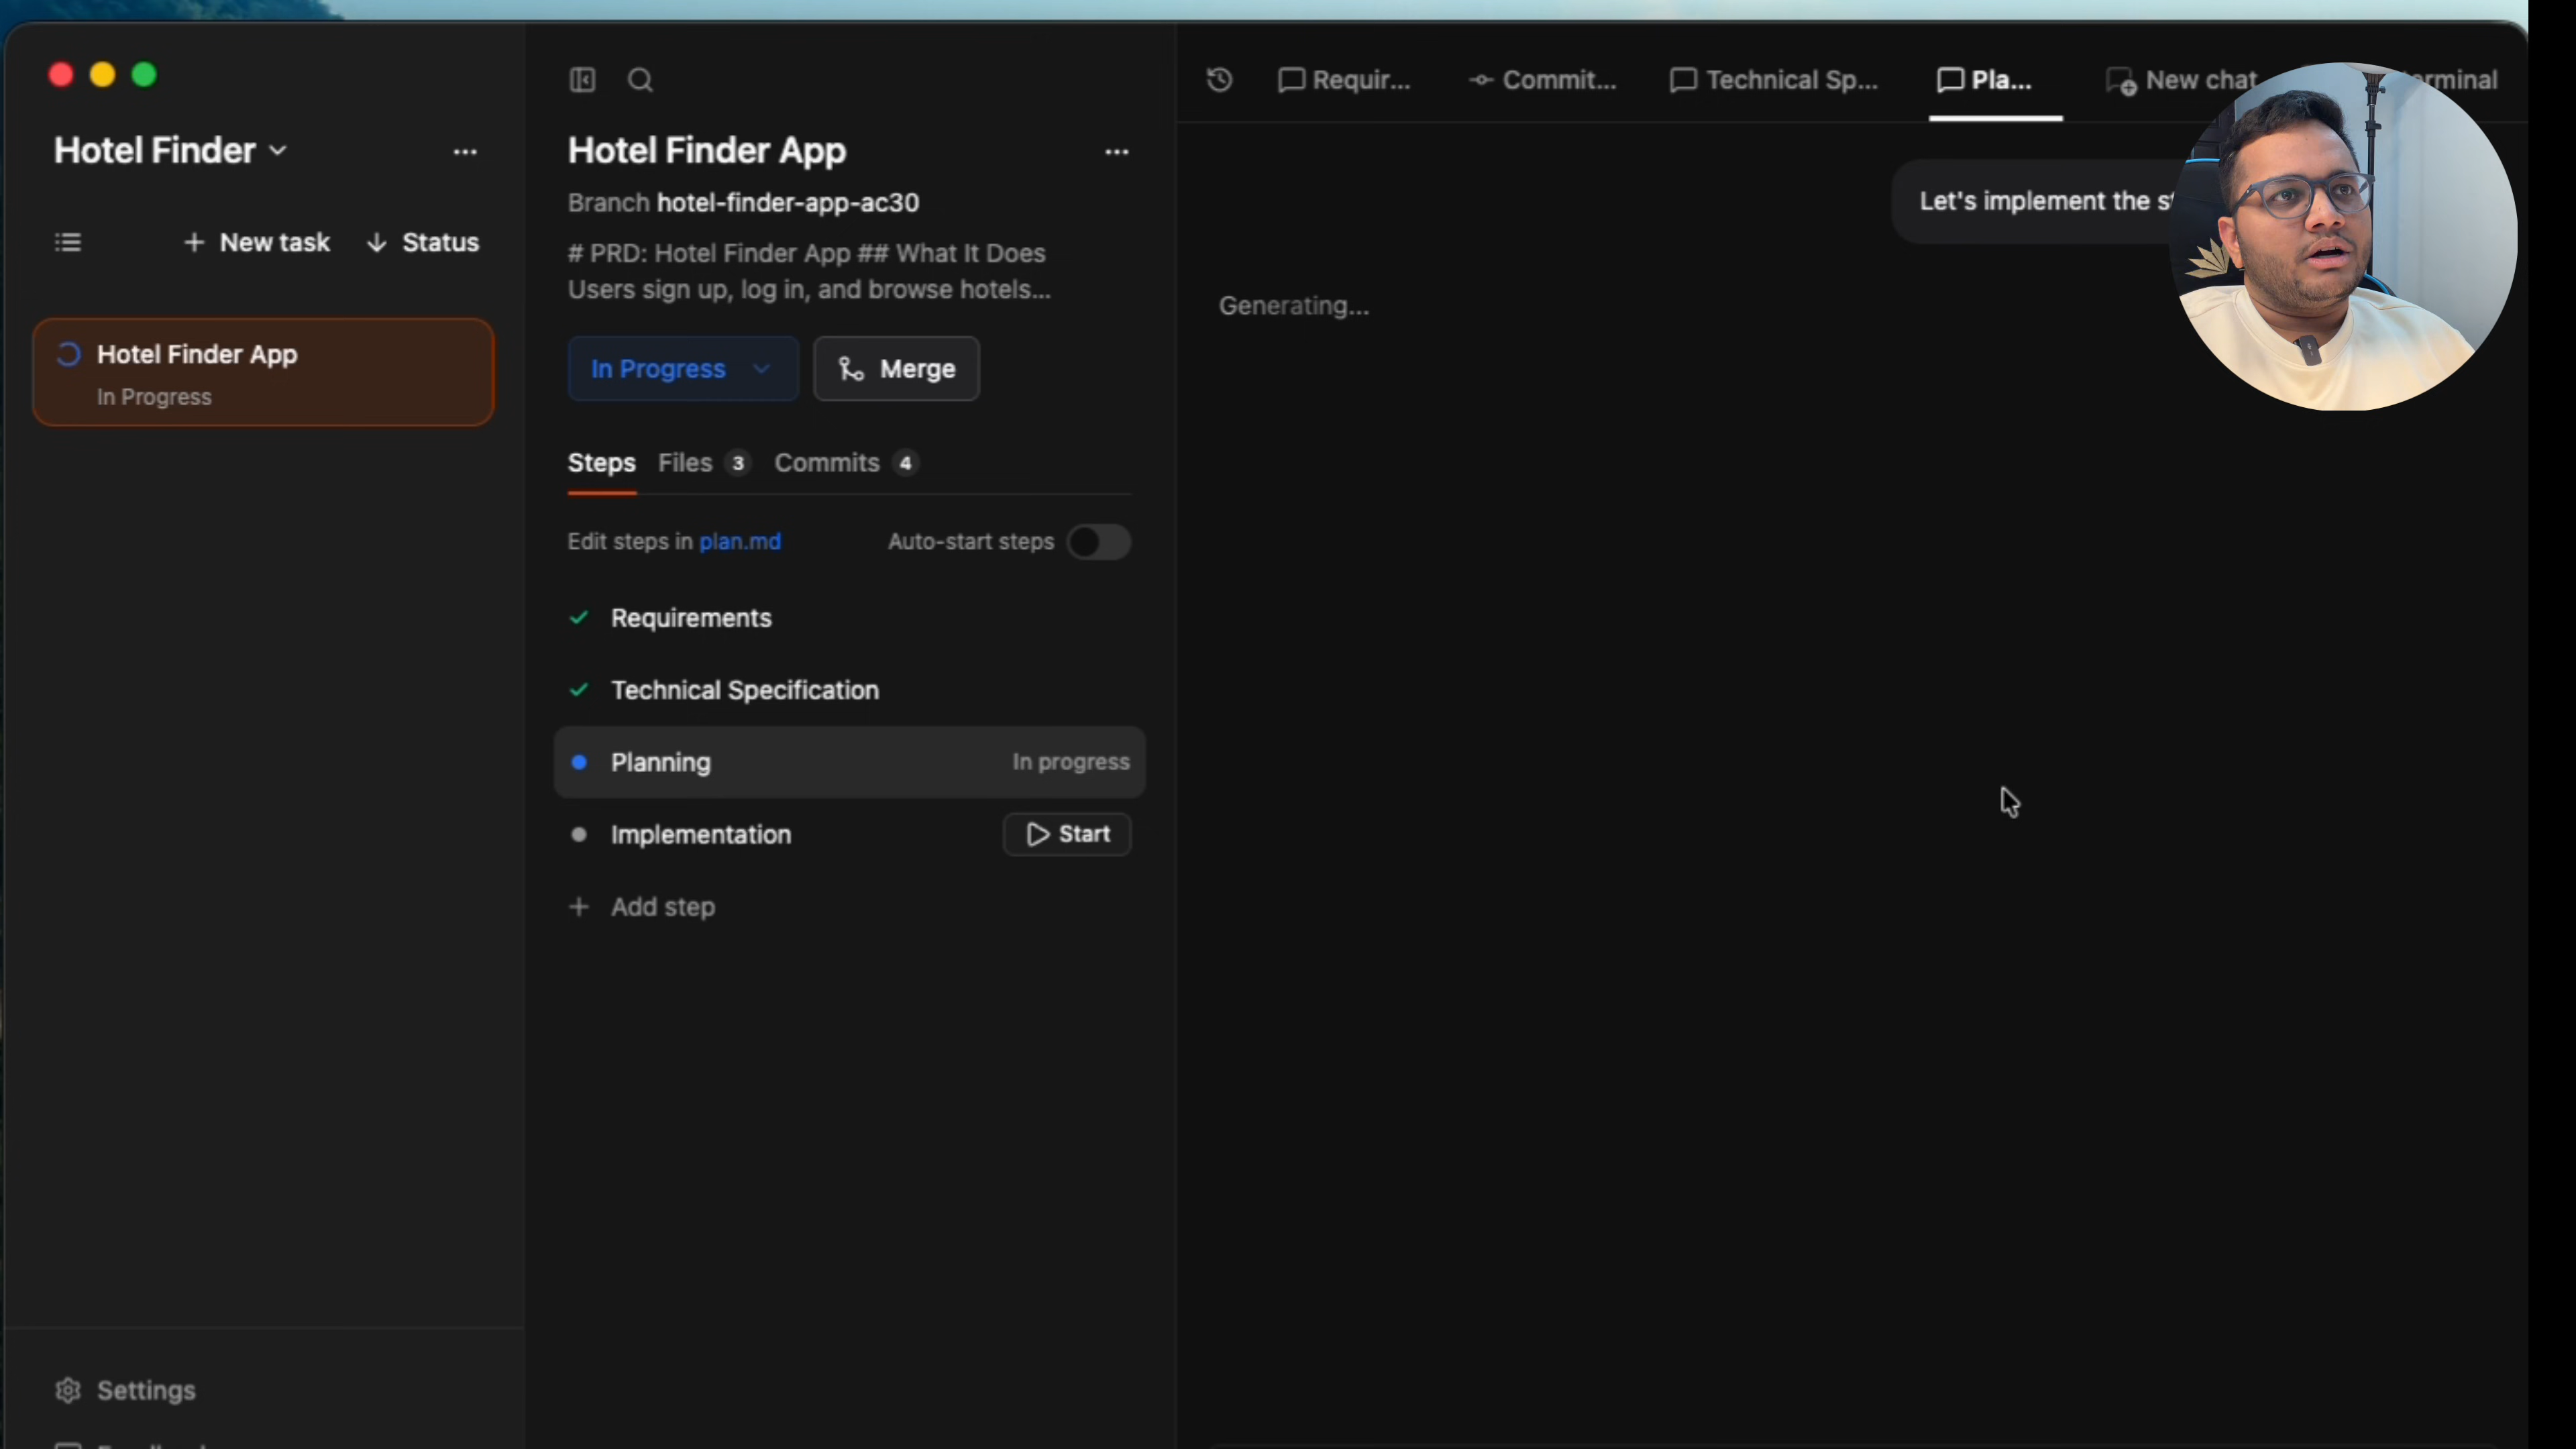 Hotel Finder
New task
Status
Hotel Finder App
In Progress
Settings
Hotel Finder App
Branch hotel-finder-app-ac30
# PRD: Hotel Finder App ## What It Does
Users sign up, log in, and browse hotels...
In Progress
Merge
Steps
Files 3
Commits 4
Edit steps in plan.md
Auto-start steps
Requirements
Technical Specification
Planning
In progress
Implementation
Start
Add step
Requir...
Commit...
Technical Sp...
Pla...
New chat
Let's implement the
Generating...